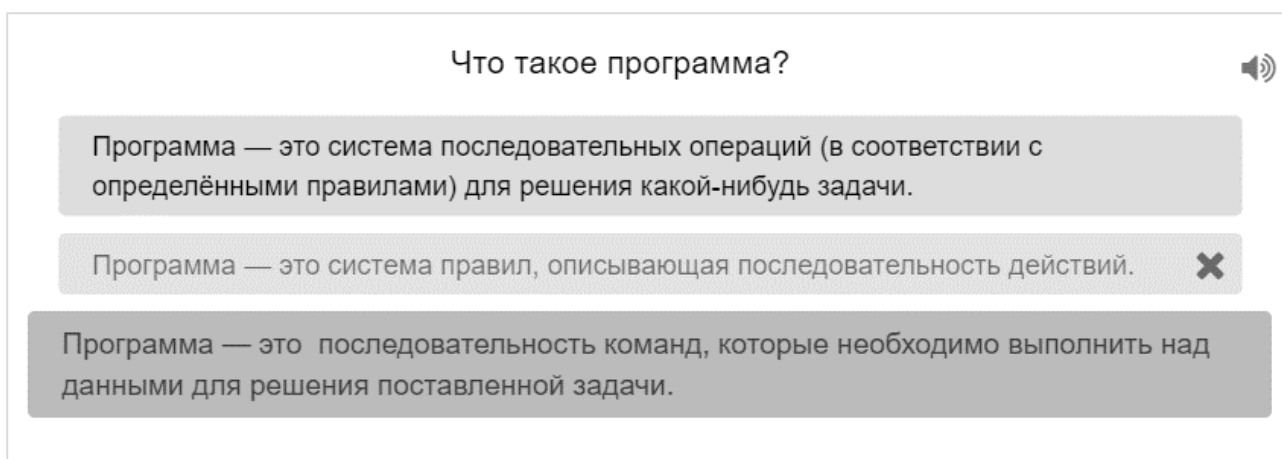 Что такое программа?
Программа — это система последовательных операций (в соответствии с
определёнными правилами) для решения какой-нибудь задачи.
Программа — это система правил, описывающая последовательность действий.
Программа — это последовательность команд, которые необходимо выполнить над
данными для решения поставленной задачи.